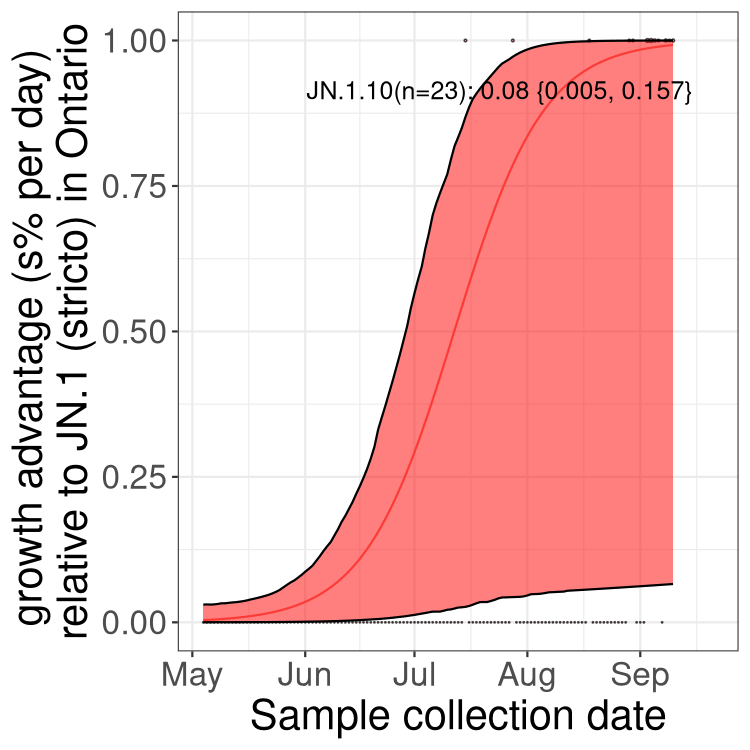 growth advantage (s% per day)
relative to JN.1 (stricto) in Ontario
1.00
0.75
0.50
0.25
0.00
JN.1.10(n=23): 0.08 {0.005, 0.157}
May Jun Jul Aug Sep
Sample collection date